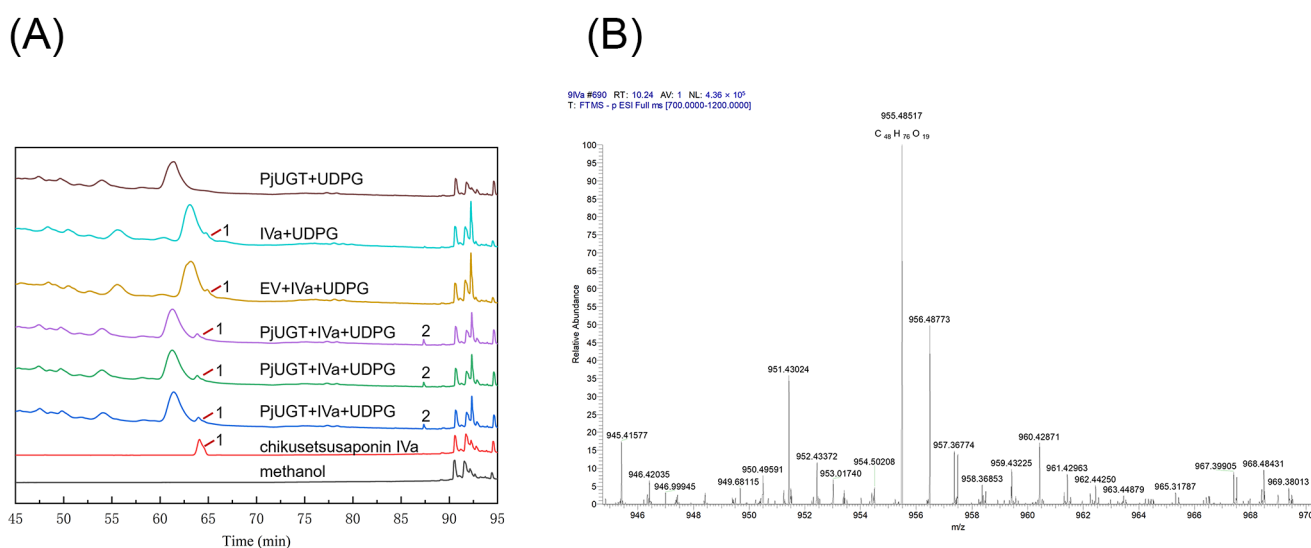 (A)
(B)
9IVa #690 RT: 10.24 AV: 1 NL: 4.36 × 10⁵
T: FTMS - p ESI Full ms [700.0000-1200.0000]
PjUGT+UDPG
IVa+UDPG
1
EV+IVa+UDPG
1
PjUGT+IVa+UDPG
1
2
PjUGT+IVa+UDPG
1
2
PjUGT+IVa+UDPG
1
2
chikusetsusaponin IVa
1
methanol
45 50 55 60 65 70 75 80 85 90 95
Time (min)
955.48517
C ₄₈ H ₇₆ O ₁₉
100
95
90
85
80
75
70
65
60
55
50
45
40
35
30
25
20
15
10
5
0
Relative Abundance
956.48773
951.43024
945.41577
960.42871
957.36774
968.48431
967.39905
952.43372
954.50208
950.49591
959.43225
961.42963
953.01740
949.68115
946.42035
958.36853
962.44250
969.38013
946.99945
963.44879
965.31787
946 948 950 952 954 956 958 960 962 964 966 968 970
m/z